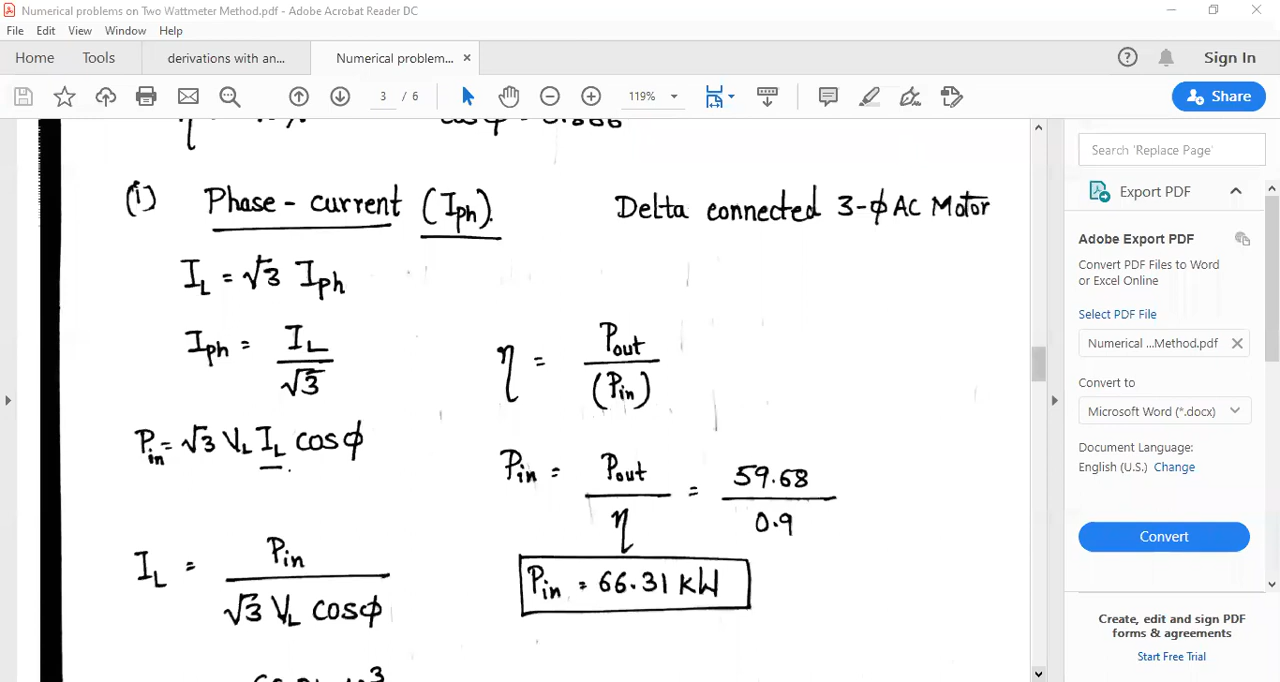 Numerical problems on Two Wattmeter Method.pdf - Adobe Acrobat Reader DC
File Edit View Window Help
Home Tools derivations with an... Numerical problem... ×
Sign In
3 / 6 119%
Share
(i) Phase - current (Iph). Delta connected 3-ϕ AC Motor
IL = √3 Iph
Iph = IL / √3
η = Pout / (Pin)
Pin = √3 VL IL cosϕ
Pin = Pout / η = 59.68 / 0.9
IL = Pin / √3 VL cosϕ
Pin = 66.31 kW
Search 'Replace Page'
Export PDF
Adobe Export PDF
Convert PDF Files to Word
or Excel Online
Select PDF File
Numerical ...Method.pdf
Convert to
Microsoft Word (*.docx)
Document Language:
English (U.S.) Change
Convert
Create, edit and sign PDF
forms & agreements
Start Free Trial